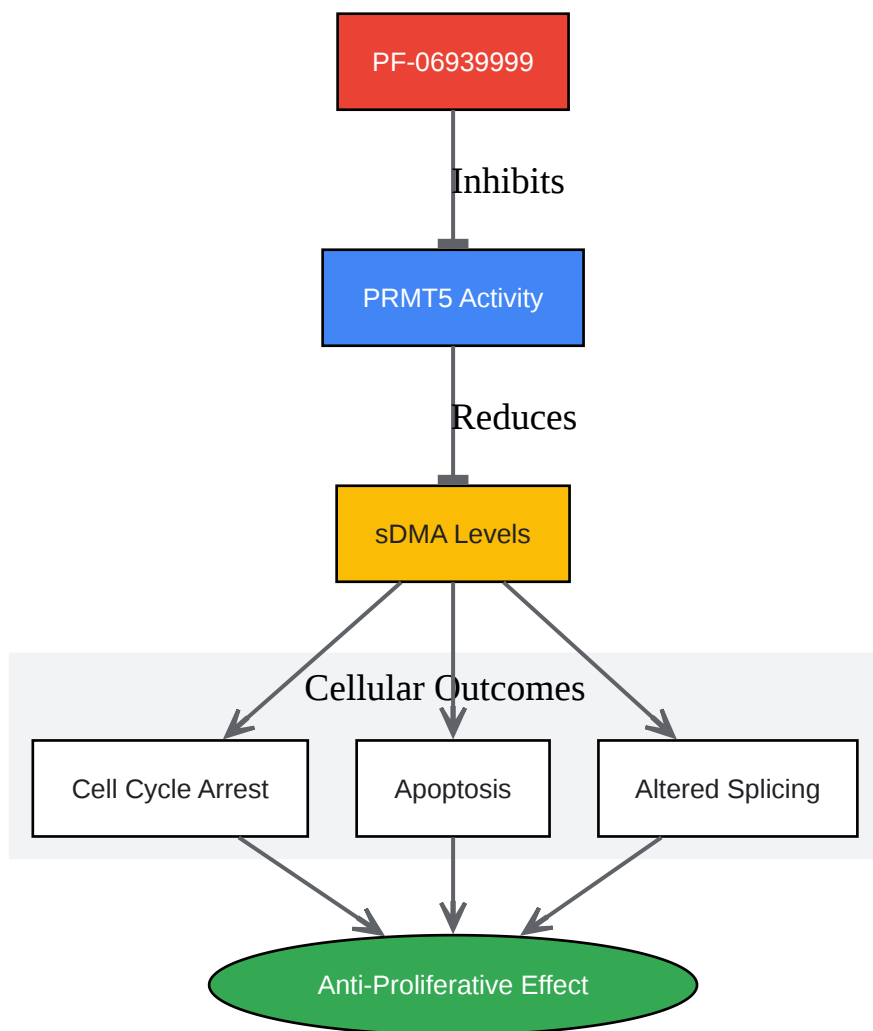 PF-06939999
Inhibits
PRMT5 Activity
Reduces
sDMA Levels
Cellular Outcomes
Cell Cycle Arrest
Apoptosis
Altered Splicing
Anti-Proliferative Effect